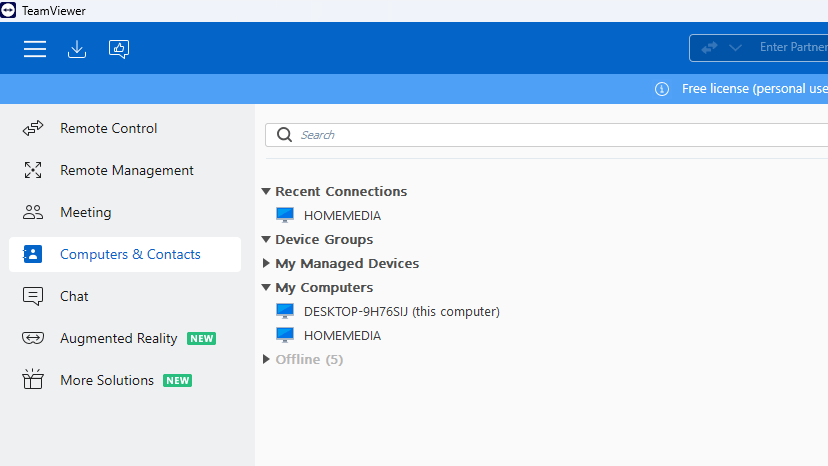 TeamViewer
Enter Partner
Free license (personal use
Remote Control
Remote Management
Meeting
Computers & Contacts
Chat
Augmented Reality NEW
More Solutions NEW
Search
Recent Connections
HOMEMEDIA
Device Groups
My Managed Devices
My Computers
DESKTOP-9H76SIJ (this computer)
HOMEMEDIA
Offline (5)